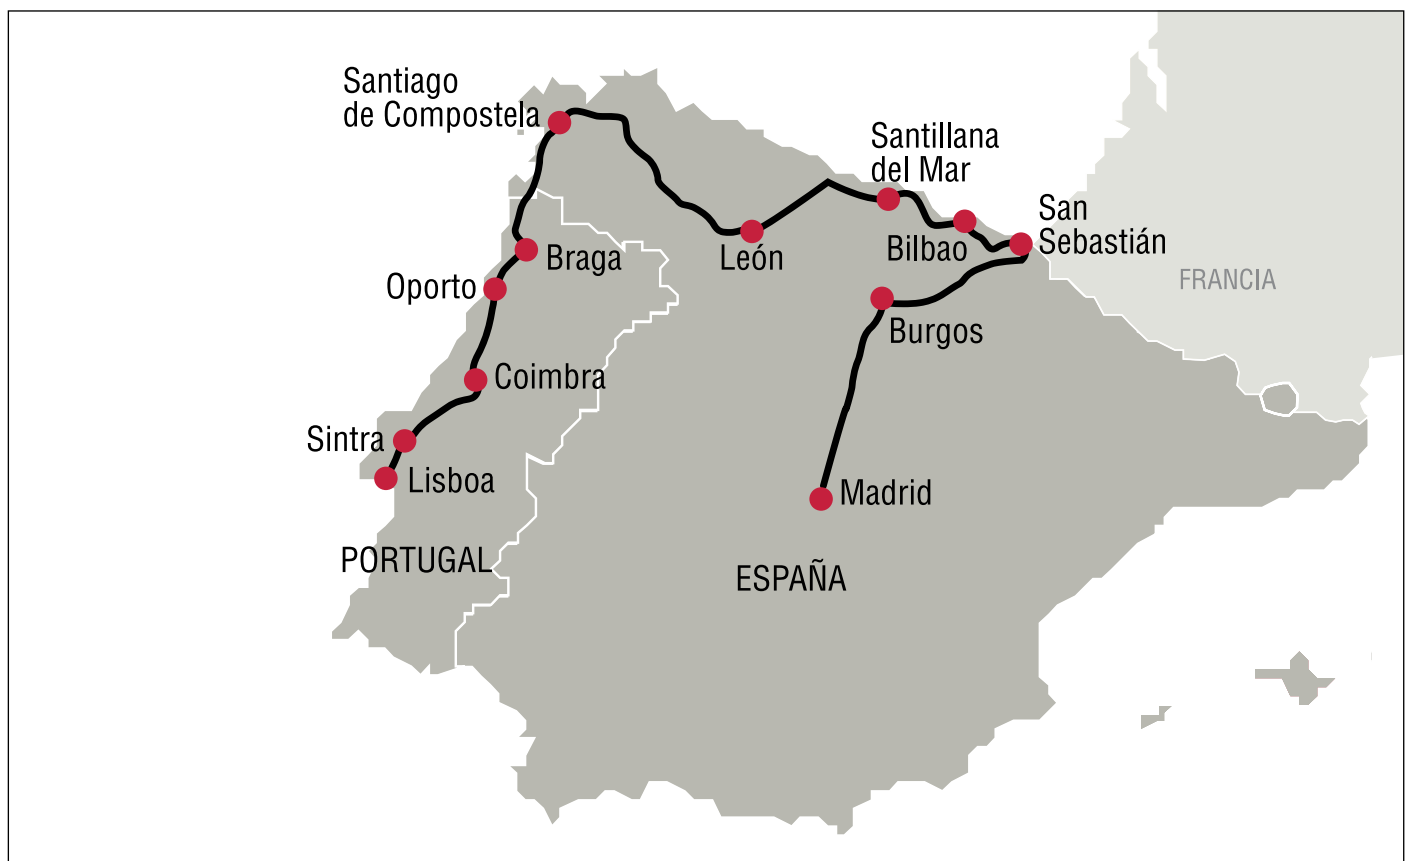 Santiago
de Compostela
Santillana
del Mar
San
Sebastián
Bilbao
León
Braga
FRANCIA
Oporto
Burgos
Coimbra
Sintra
Lisboa
Madrid
PORTUGAL
ESPAÑA